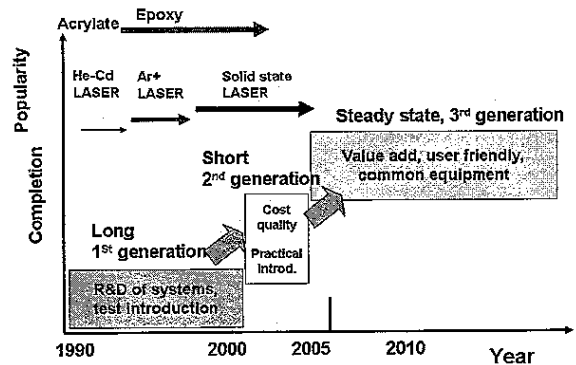 Acrylate
Epoxy
He-Cd
LASER
Ar+
LASER
Solid state
LASER
Steady state, 3rd generation
Value add, user friendly,
common equipment
Short
2nd generation
Cost
quality
Practical
Introd.
Long
1St generation
R&D of systems,
test introduction
Completion Popularity
1990 2000 2005 2010
Year